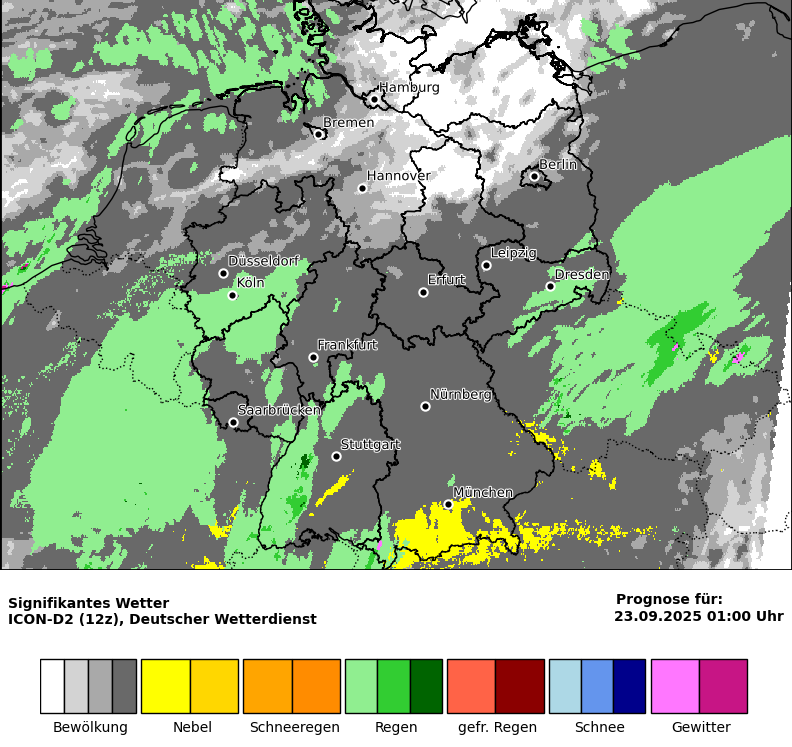 Hamburg
Bremen
Berlin
Hannover
Düsseldorf
Leipzig
Köln
Erfurt
Dresden
Frankfurt
Nürnberg
Saarbrücken
Stuttgart
München
Signifikantes Wetter
ICON-D2 (12z), Deutscher Wetterdienst
Prognose für:
23.09.2025 01:00 Uhr
Bewölkung Nebel Schneeregen Regen gefr. Regen Schnee Gewitter